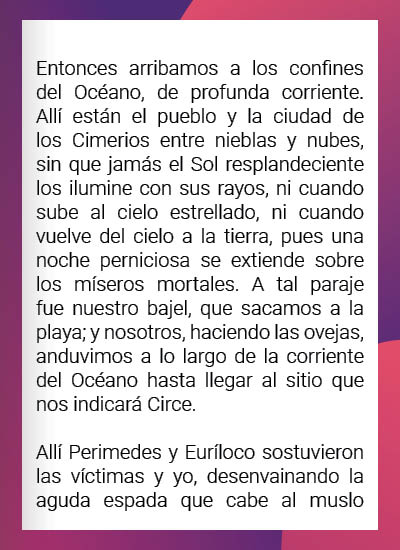 Entonces arribamos a los confines
del Océano, de profunda corriente.
Allí están el pueblo y la ciudad de
los Cimerios entre nieblas y nubes,
sin que jamás el Sol resplandeciente
los ilumine con sus rayos, ni cuando
sube al cielo estrellado, ni cuando
vuelve del cielo a la tierra, pues una
noche perniciosa se extiende sobre
los míseros mortales. A tal paraje
fue nuestro bajel, que sacamos a la
playa; y nosotros, haciendo las ovejas,
anduvimos a lo largo de la corriente
del Océano hasta llegar al sitio que
nos indicará Circe.
Allí Perimedes y Euríloco sostuvieron
las víctimas y yo, desenvainando la
aguda espada que cabe al muslo